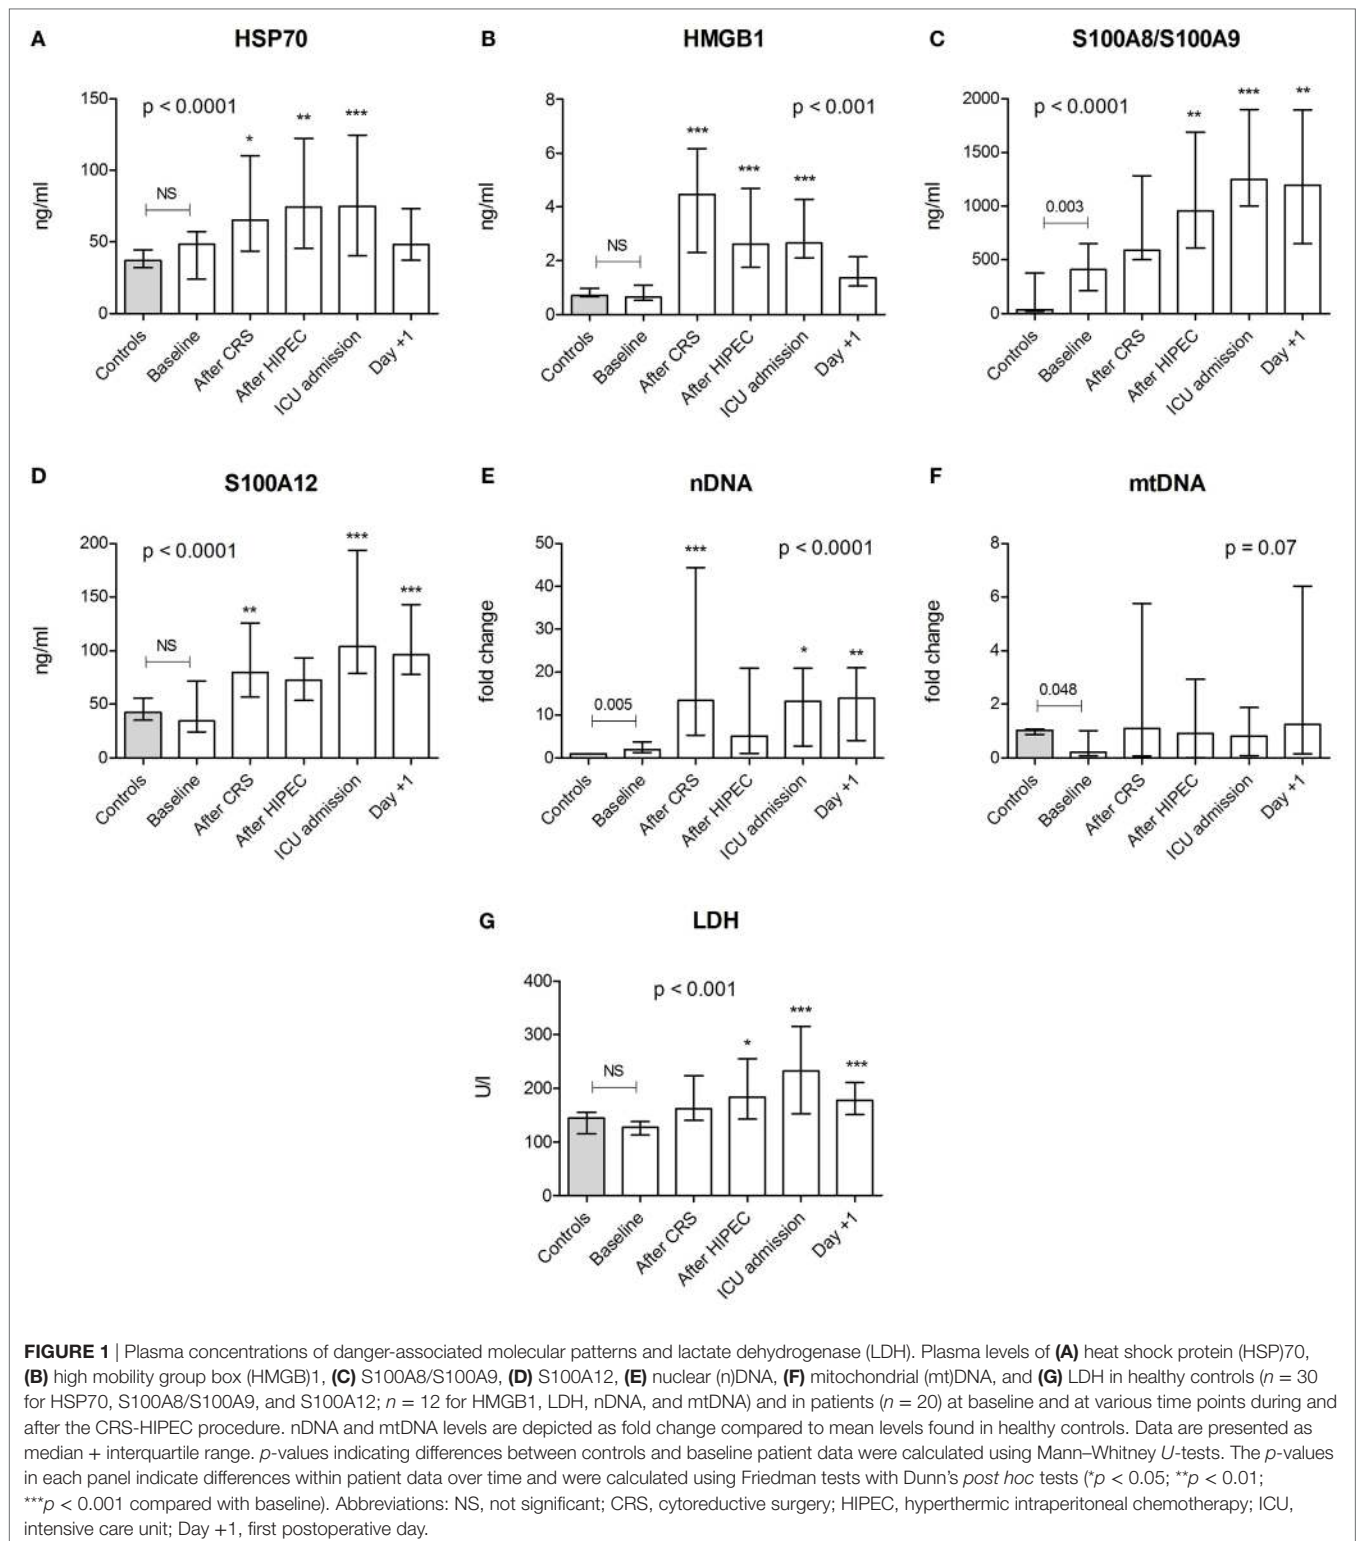 A
HSP70
150
100
50
0
ng/ml
p < 0.0001
NS
*
**
***
Controls
Baseline
After CRS
After HIPEC
ICU admission
Day +1
B
HMGB1
8
6
4
2
0
ng/ml
p < 0.001
NS
***
***
***
Controls
Baseline
After CRS
After HIPEC
ICU admission
Day +1
C
S100A8/S100A9
2000
1500
1000
500
0
ng/ml
p < 0.0001
0.003
**
***
**
Controls
Baseline
After CRS
After HIPEC
ICU admission
Day +1
D
S100A12
200
150
100
50
0
ng/ml
p < 0.0001
NS
**
***
***
Controls
Baseline
After CRS
After HIPEC
ICU admission
Day +1
E
nDNA
50
40
30
20
10
0
fold change
p < 0.0001
0.005
***
*
**
Controls
Baseline
After CRS
After HIPEC
ICU admission
Day +1
F
mtDNA
8
6
4
2
0
fold change
p = 0.07
0.048
Controls
Baseline
After CRS
After HIPEC
ICU admission
Day +1
G
LDH
400
300
200
100
0
U/l
p < 0.001
NS
*
***
***
Controls
Baseline
After CRS
After HIPEC
ICU admission
Day +1
FIGURE 1 | Plasma concentrations of danger-associated molecular patterns and lactate dehydrogenase (LDH). Plasma levels of (A) heat shock protein (HSP)70,
(B) high mobility group box (HMGB)1, (C) S100A8/S100A9, (D) S100A12, (E) nuclear (n)DNA, (F) mitochondrial (mt)DNA, and (G) LDH in healthy controls (n = 30
for HSP70, S100A8/S100A9, and S100A12; n = 12 for HMGB1, LDH, nDNA, and mtDNA) and in patients (n = 20) at baseline and at various time points during and
after the CRS-HIPEC procedure. nDNA and mtDNA levels are depicted as fold change compared to mean levels found in healthy controls. Data are presented as
median + interquartile range. p-values indicating differences between controls and baseline patient data were calculated using Mann–Whitney U-tests. The p-values
in each panel indicate differences within patient data over time and were calculated using Friedman tests with Dunn's post hoc tests (*p < 0.05; **p < 0.01;
***p < 0.001 compared with baseline). Abbreviations: NS, not significant; CRS, cytoreductive surgery; HIPEC, hyperthermic intraperitoneal chemotherapy; ICU,
intensive care unit; Day +1, first postoperative day.